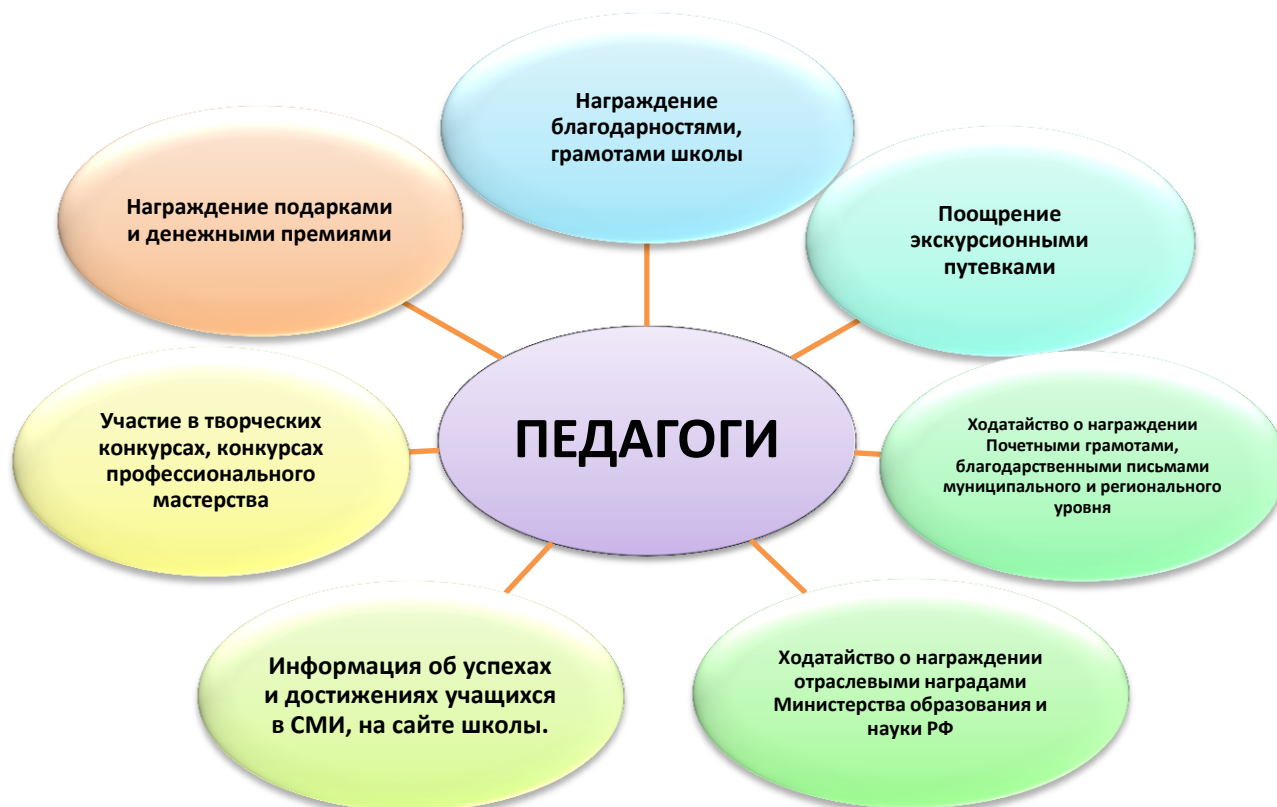 Награждение
благодарностями,
грамотами школы
Награждение подарками
и денежными премиями
Поощрение
экскурсионными
путевками
ПЕДАГОГИ
Участие в творческих
конкурсах, конкурсах
профессионального
мастерства
Ходатайство о награждении
Почетными грамотами,
благодарственными письмами
муниципального и регионального
уровня
Информация об успехах
и достижениях учащихся
в СМИ, на сайте школы.
Ходатайство о награждении
отраслевыми наградами
Министерства образования и
науки РФ